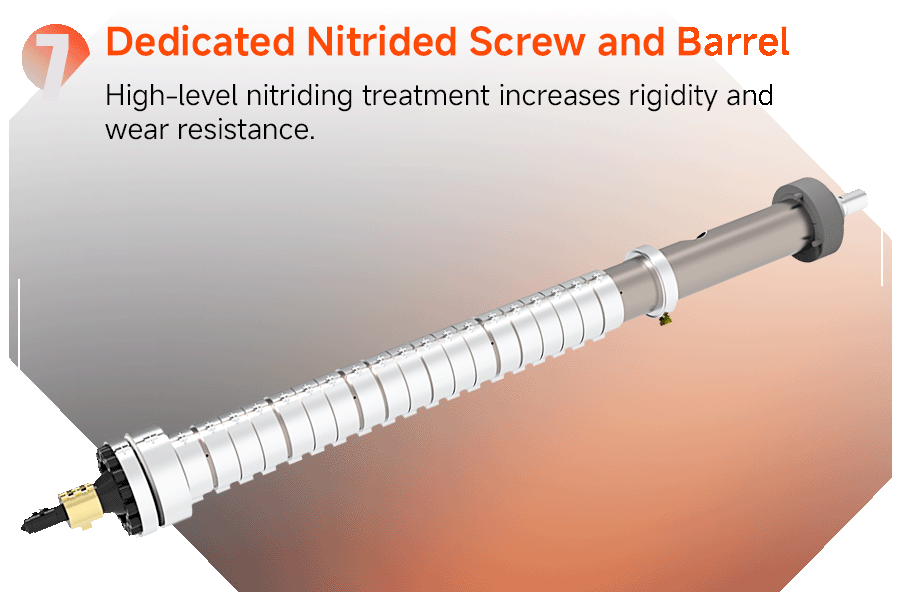 7
Dedicated Nitrided Screw and Barrel
High-level nitriding treatment increases rigidity and
wear resistance.